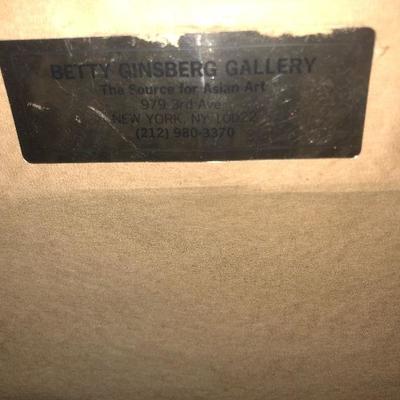 BETTY GINSBERG GALLERY
The Source for Asian Art
979 3rd Ave
NEW YORK, NY 10022
(212) 980-3370